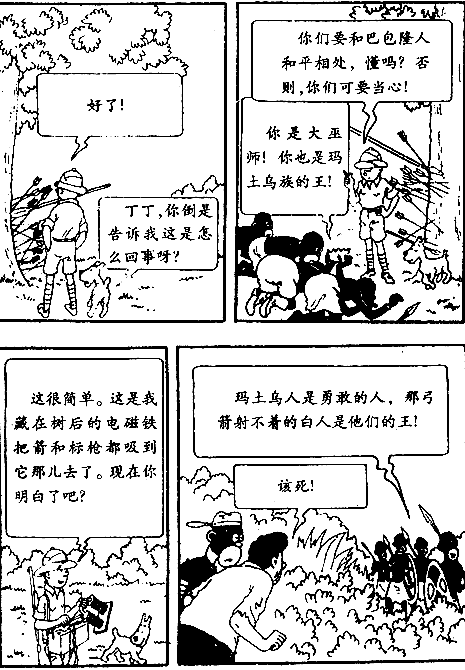 好了!
丁丁,你倒是
告诉我这是怎
么回事呀?
你们要和巴包隆人
和平相处,懂吗?否
则,你们可要当心!
你是大巫
师!你也是玛
土乌族的王!
这很简单。这是我
藏在树后的电磁铁
把箭和标枪都吸到
它那儿去了。现在你
明白了吧?
玛土乌人是勇敢的人,那弓
箭射不着的白人是他们的王!
该死!